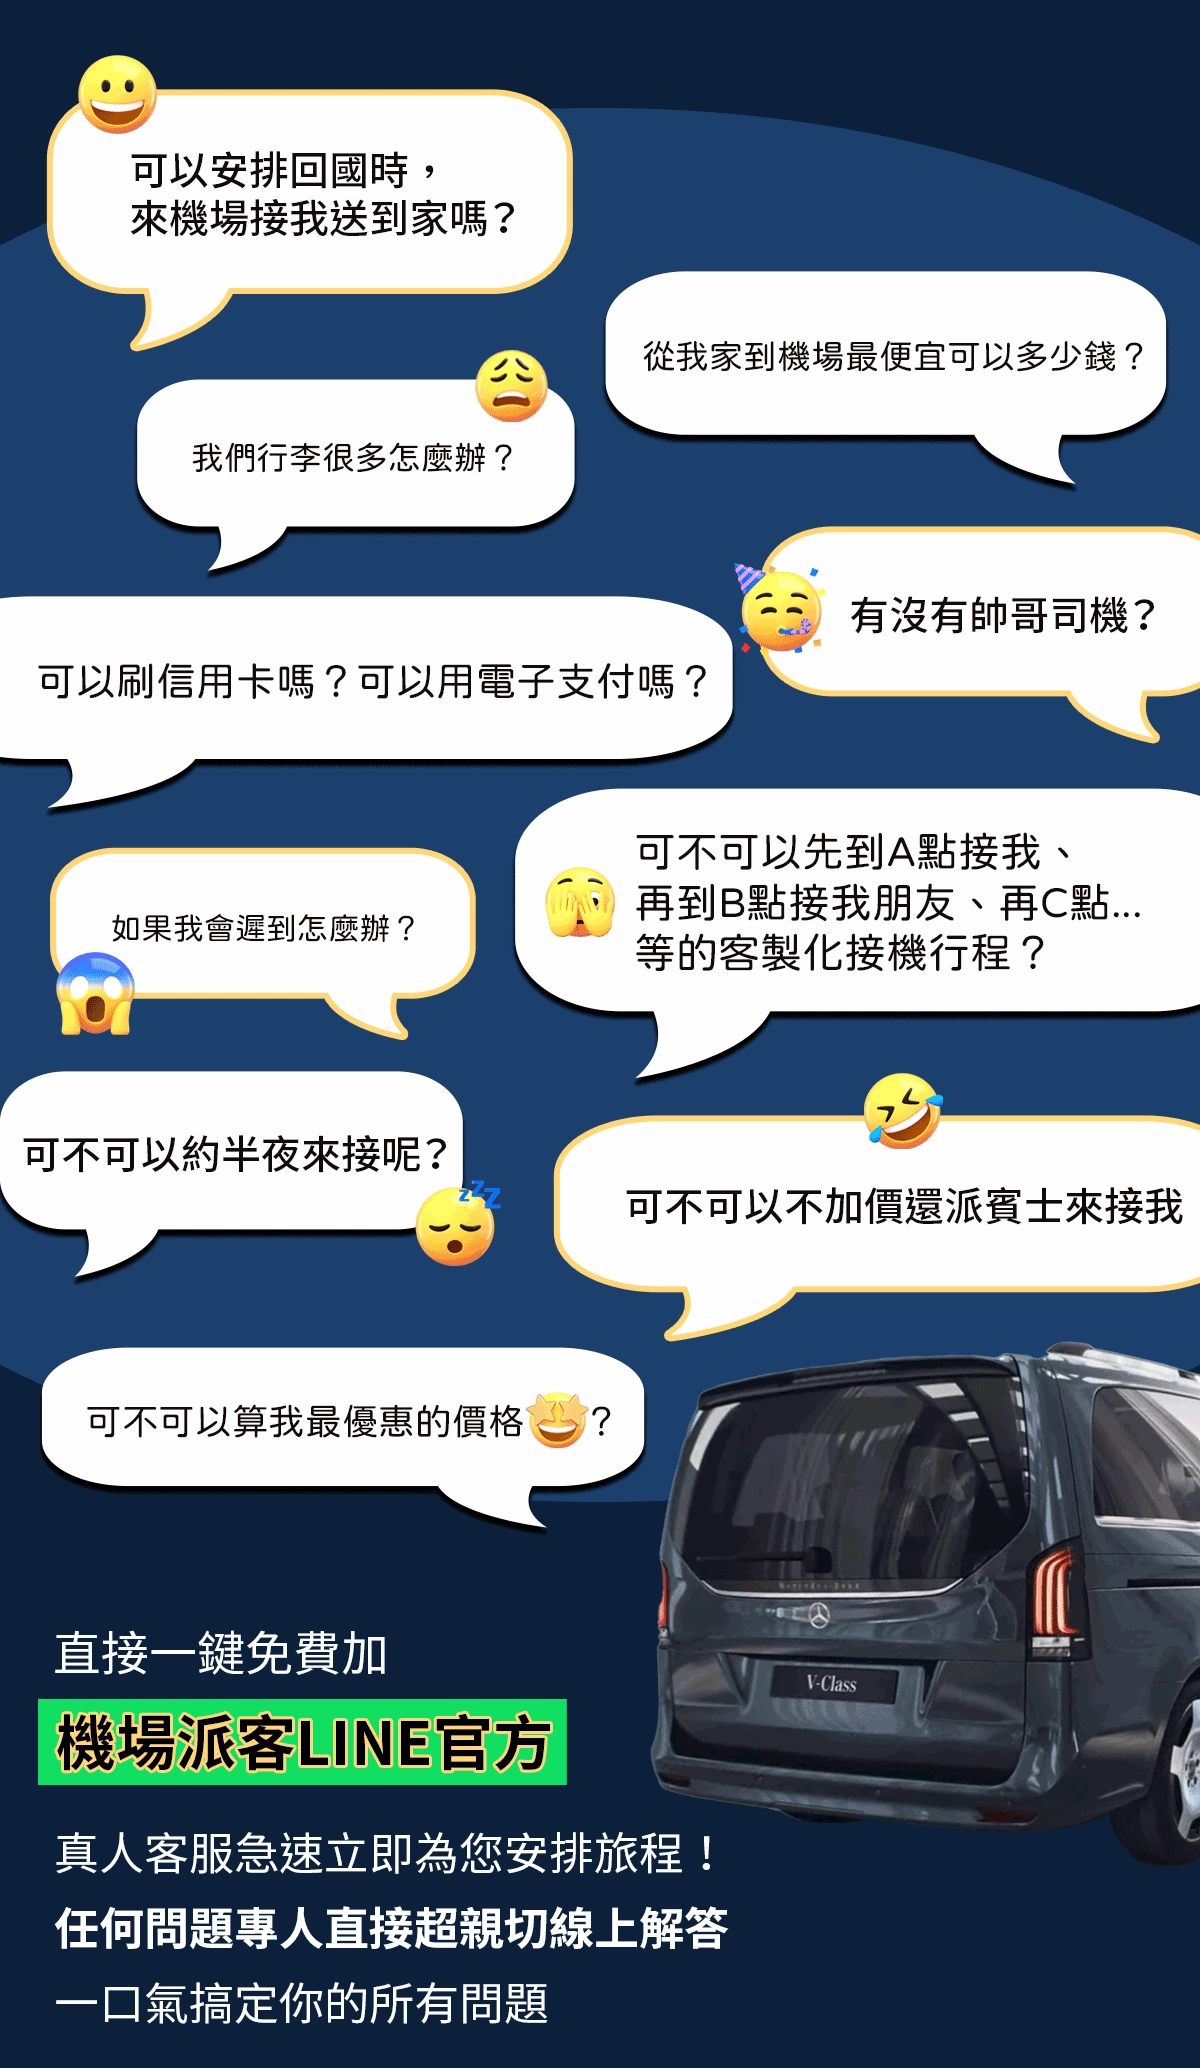 可以安排回國時，
來機場接我送到家嗎？
從我家到機場最便宜可以多少錢？
我們行李很多怎麼辦？
有沒有帥哥司機？
可以刷信用卡嗎？可以用電子支付嗎？
可不可以先到A點接我、
再到B點接我朋友、再C點...
等的客製化接機行程？
如果我會遲到怎麼辦？
可不可以約半夜來接呢？
zzZ
可不可以不加價還派賓士來接我
可不可以算我最優惠的價格？
Mercedes-Benz
V-Class
直接一鍵免費加
機場派客LINE官方
真人客服急速立即為您安排旅程！
任何問題專人直接超親切線上解答
一口氣搞定你的所有問題